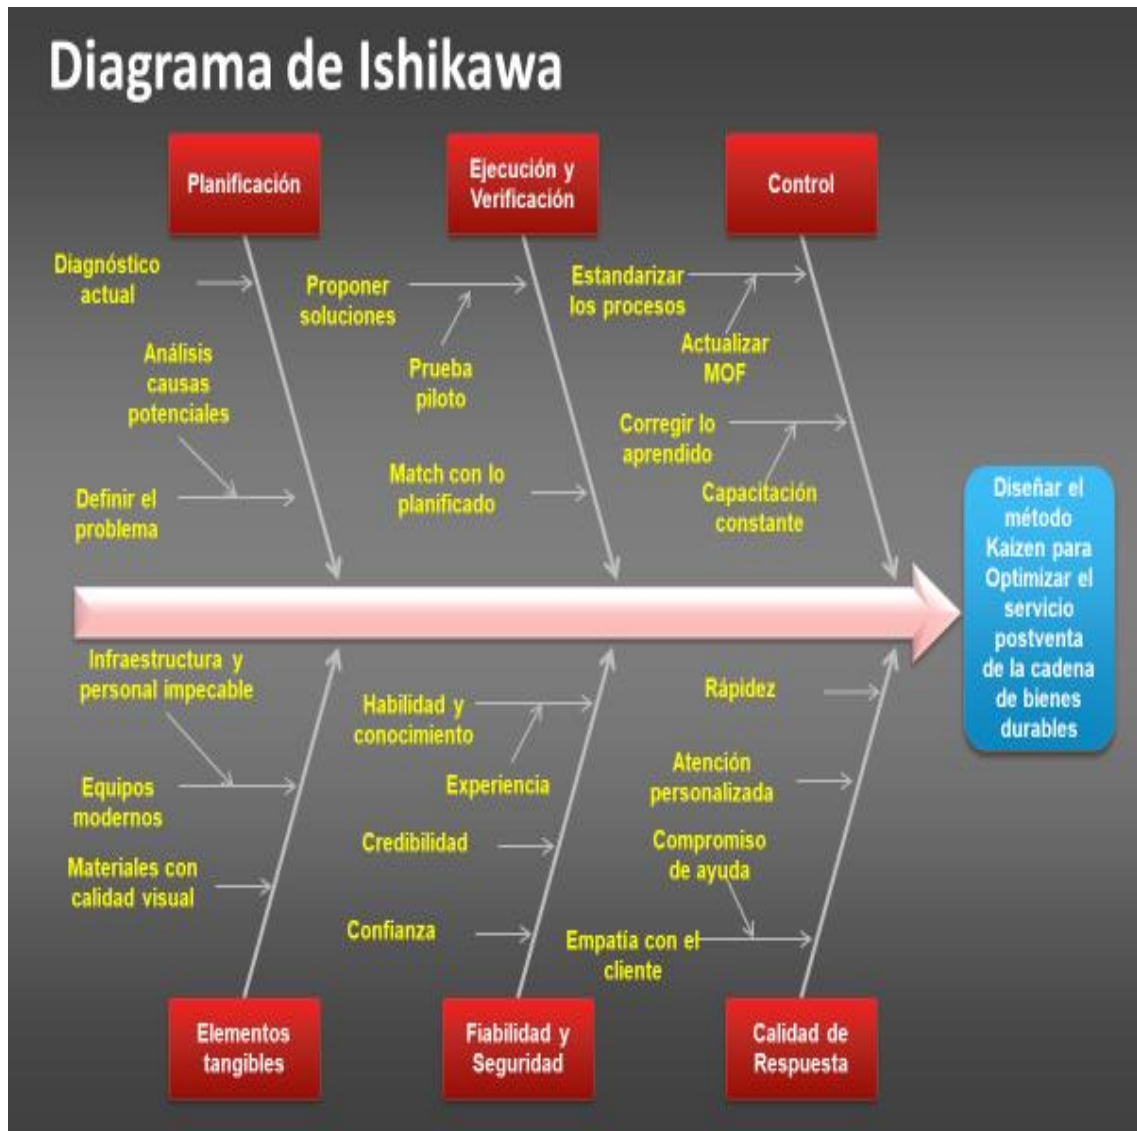 Diagrama de Ishikawa
Planificación
Ejecución y
Verificación
Control
Diagnóstico
actual
Análisis
causas
potenciales
Definir el
problema
Proponer
soluciones
Prueba
piloto
Match con lo
planificado
Estandarizar
los procesos
Actualizar
MOF
Corregir lo
aprendido
Capacitación
constante
Diseñar el
método
Kaizen para
Optimizar el
servicio
postventa
de la cadena
de bienes
durables
Infraestructura y
personal impecable
Equipos
modernos
Materiales con
calidad visual
Habilidad y
conocimiento
Experiencia
Credibilidad
Confianza
Rápidez
Atención
personalizada
Compromiso
de ayuda
Empatía con el
cliente
Elementos
tangibles
Fiabilidad y
Seguridad
Calidad de
Respuesta